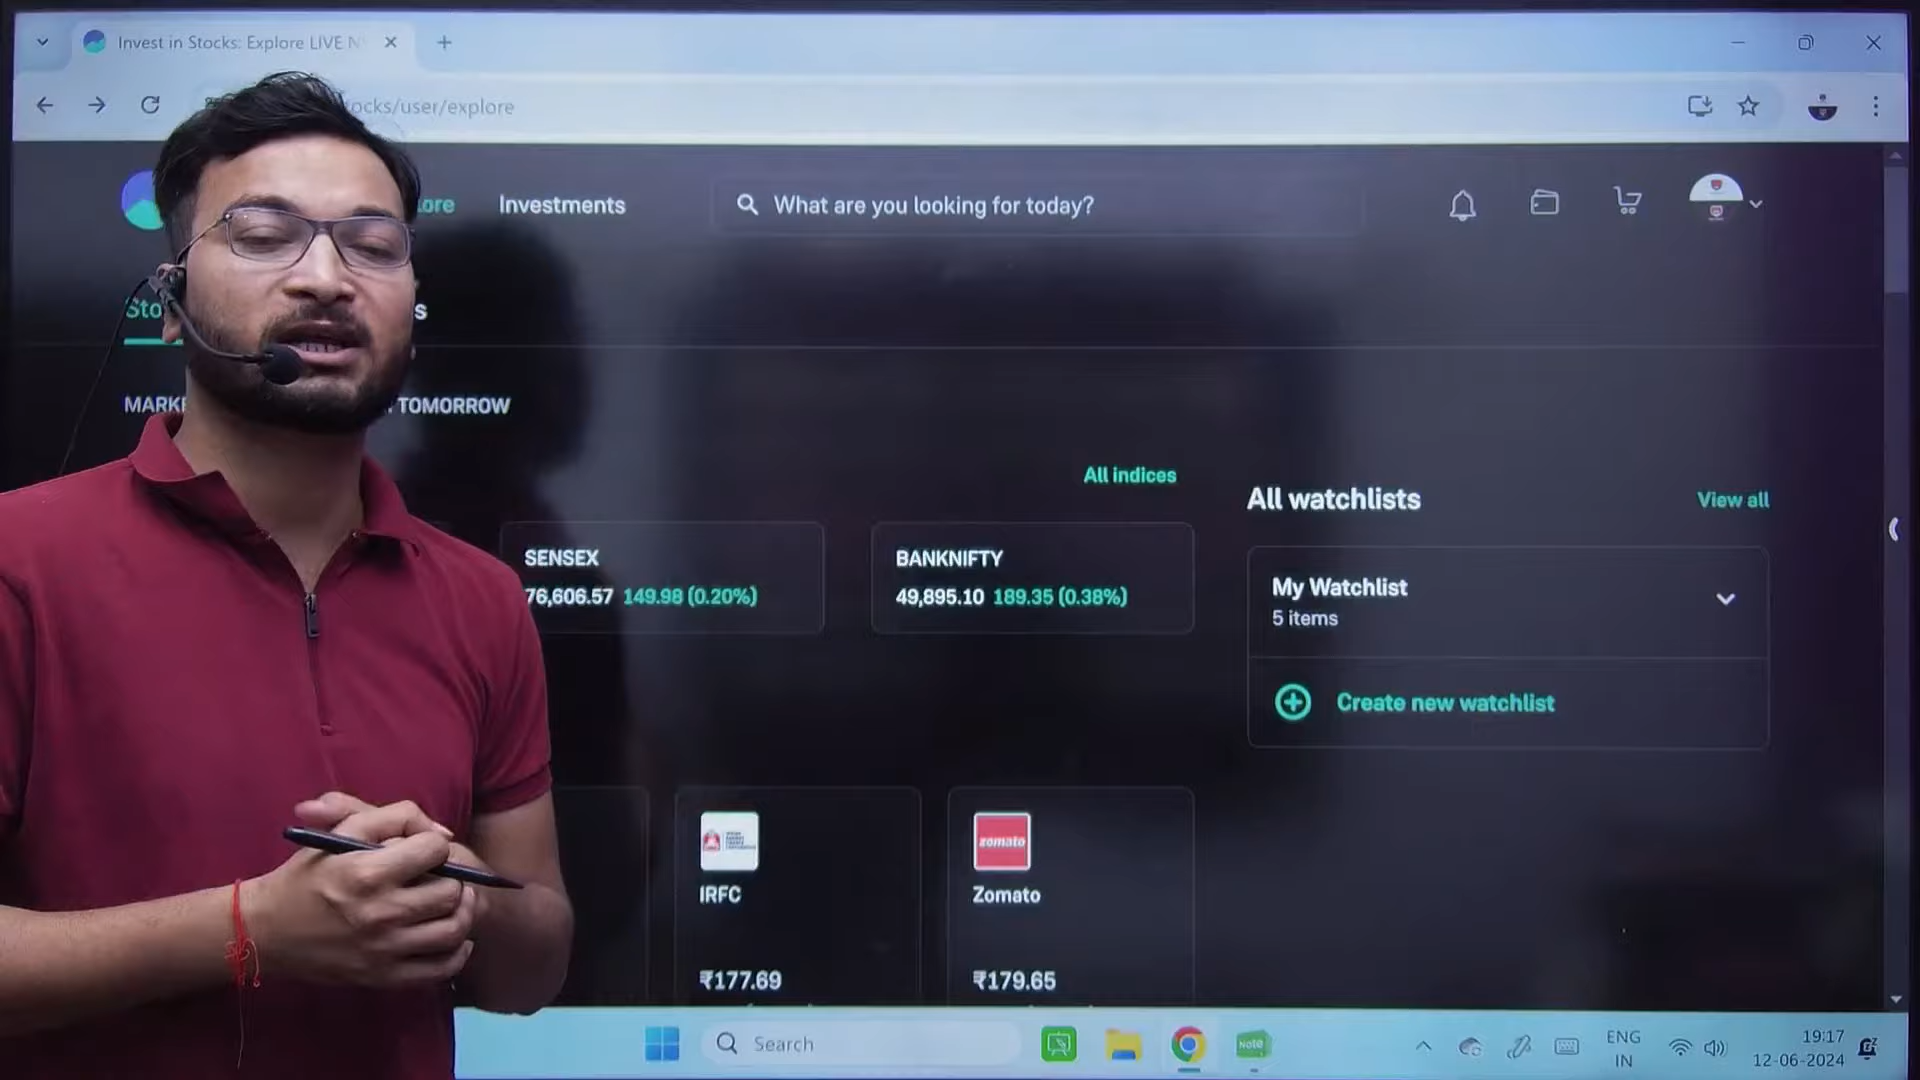 Invest in Stocks: Explore LIVE N
ocks/user/explore
ore
Investments
What are you looking for today?
Sto
s
MARKE
TOMORROW
All indices
All watchlists
View all
SENSEX
76,606.57 149.98 (0.20%)
BANKNIFTY
49,895.10 189.35 (0.38%)
My Watchlist
5 items
Create new watchlist
zomato
IRFC
Zomato
₹177.69
₹179.65
Search
Note
ENG
IN
19:17
12-06-2024